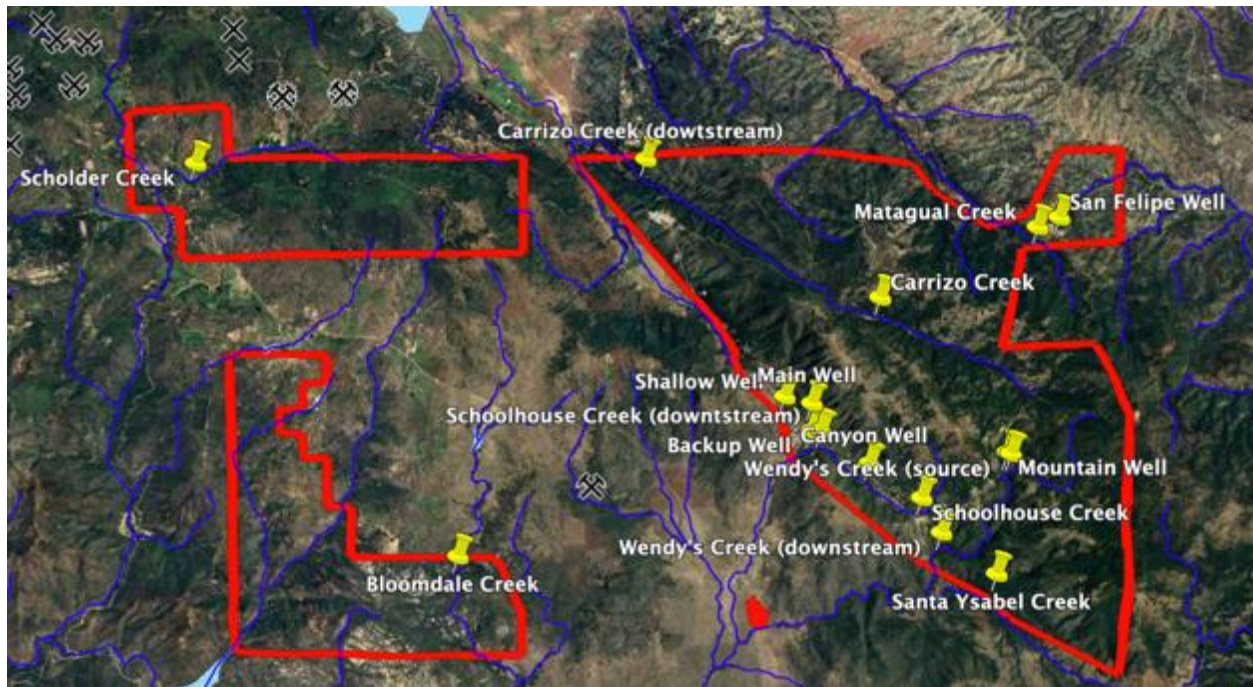 Carrizo Creek (dowtstream)
Scholder Creek
San Felipe Well
Matagual Creek
Carrizo Creek
Shallow Well
Main Well
Schoolhouse Creek (downtstream)
Canyon Well
Backup Well
Wendy's Creek (source)
Mountain Well
Schoolhouse Creek
Wendy's Creek (downstream)
Bloomdale Creek
Santa Ysabel Creek